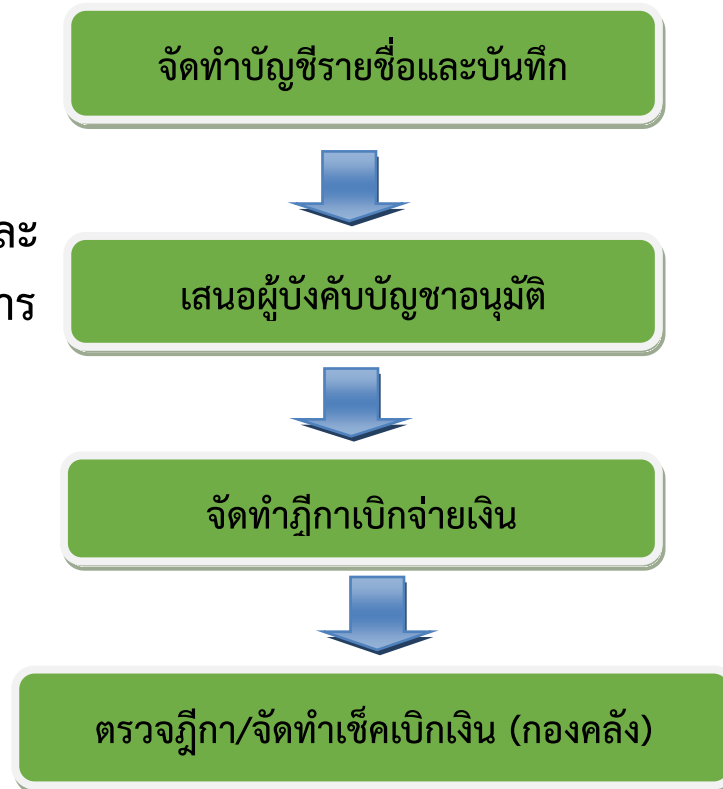 จัดทำบัญชีรายชื่อและบันทึก
ละ
เสนอผู้บังคับบัญชาอนุมัติ
าร
จัดทำฎีกาเบิกจ่ายเงิน
ตรวจฎีกา/จัดทำเช็คเบิกเงิน (กองคลัง)